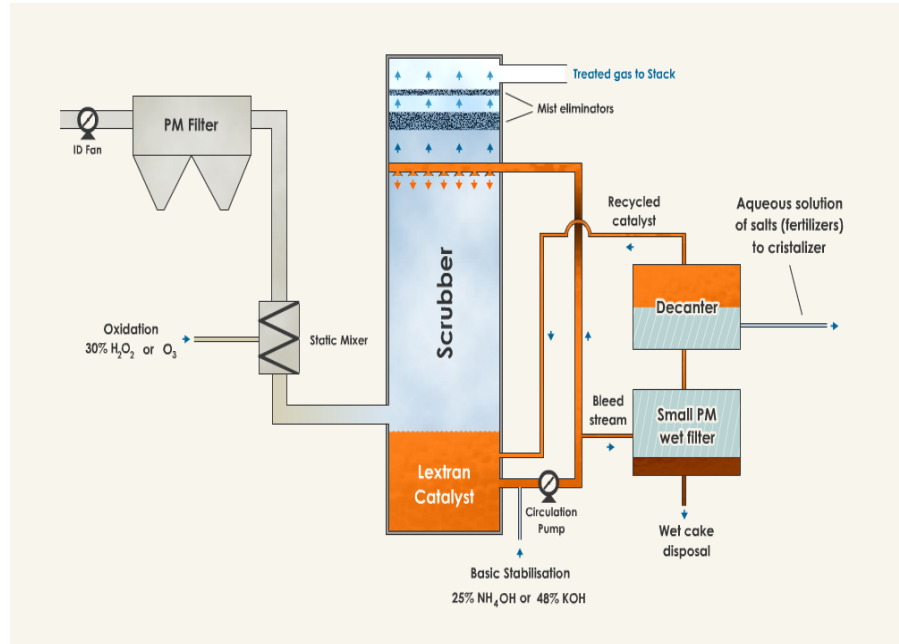 Treated gas to Stack
Mist eliminators
PM Filter
ID Fan
Recycled
catalyst
Aqueous solution
of salts (fertilizers)
to cristalizer
Scrubber
Decanter
Oxidation
30% H₂O₂ or O₃
Static Mixer
Bleed
stream
Small PM
wet filter
Lextran
Catalyst
Circulation
Pump
Wet cake
disposal
Basic Stabilisation
25% NH₄OH or 48% KOH